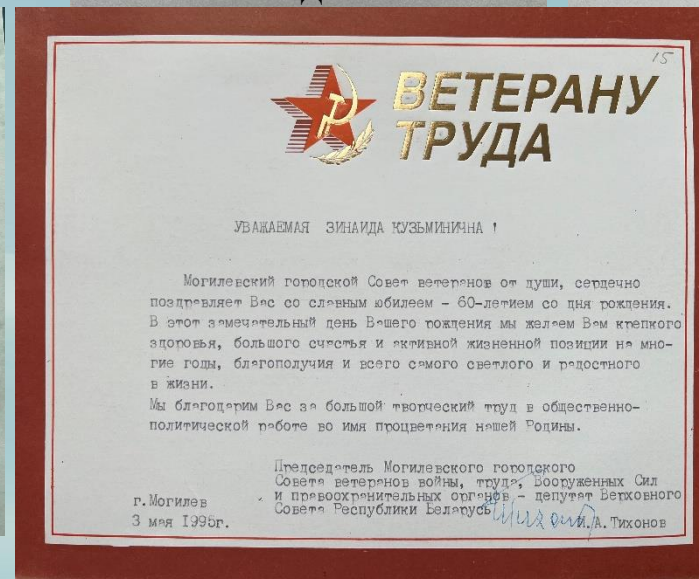 15
ВЕТЕРАНУ
ТРУДА
УВАЖАЕМАЯ ЗИНАИДА КУЗЬМИНИЧНА !
Могилевский городской Совет ветеранов от души, сердечно
поздравляет Вас со славным юбилеем – 60-летием со дня рождения.
В этот замечательный день Вашего рождения мы желаем Вам крепкого
здоровья, большого счастья и активной жизненной позиции на мно-
гие годы, благополучия и всего самого светлого и радостного
в жизни.
Мы благодарим Вас за большой творческий труд в общественно-
политической работе во имя процветания нашей Родины.
Председатель Могилевского городского
Совета ветеранов войны, труда, Вооруженных Сил
и правоохранительных органов – депутат Верховного
Совета Республики Беларусь
И.А.Тихонов
г.Могилев
3 мая 1995г.